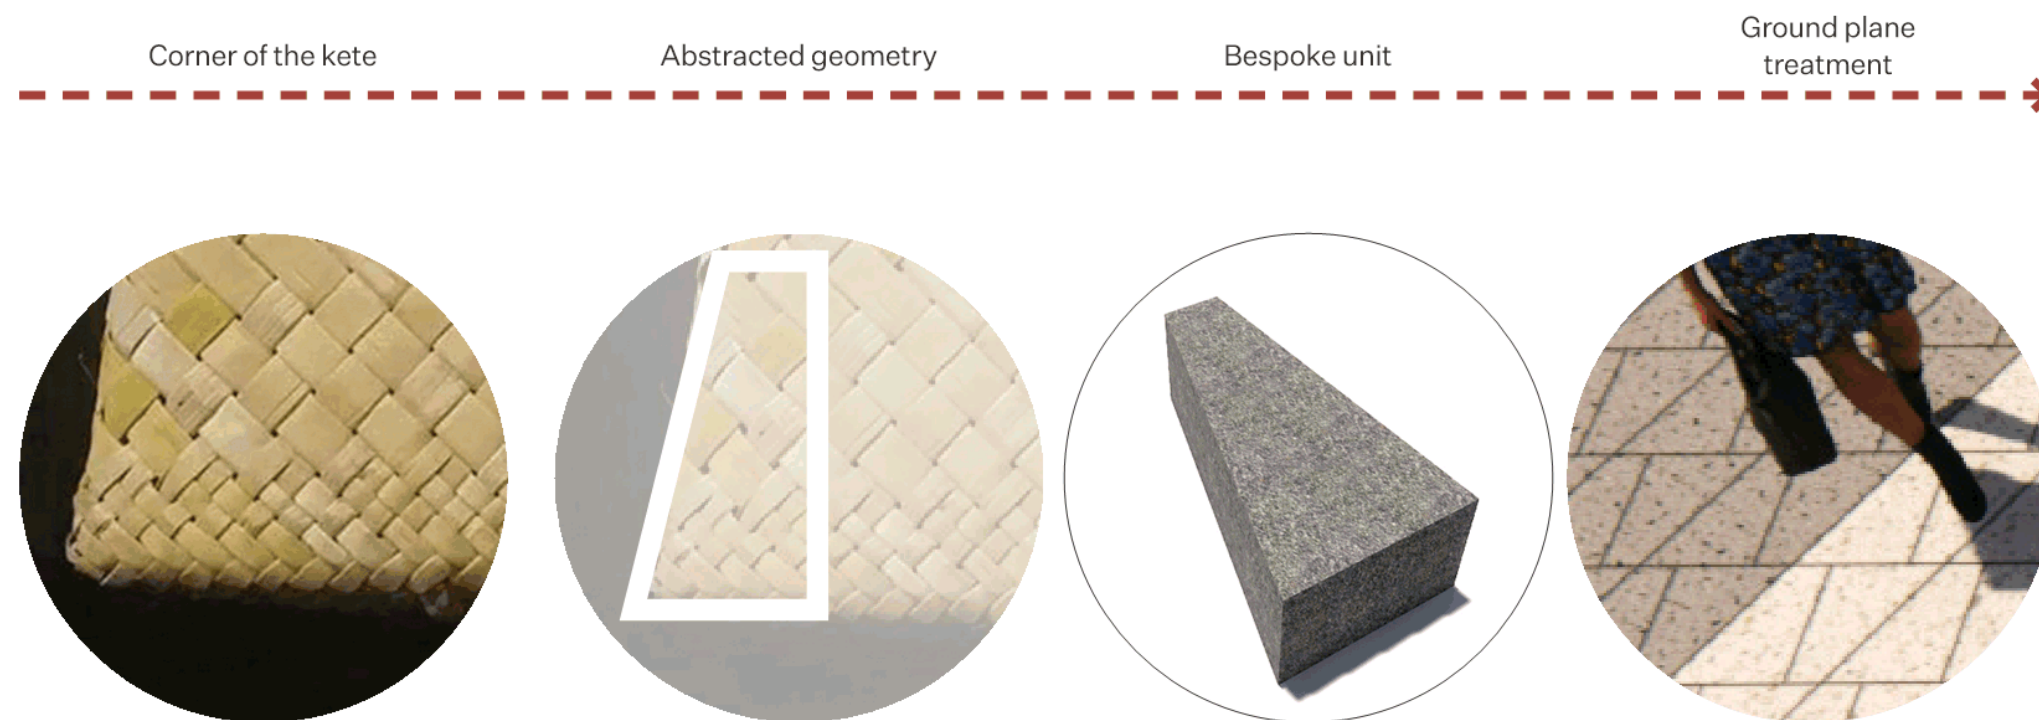 Corner of the kete
Abstracted geometry
Bespoke unit
Ground plane
treatment